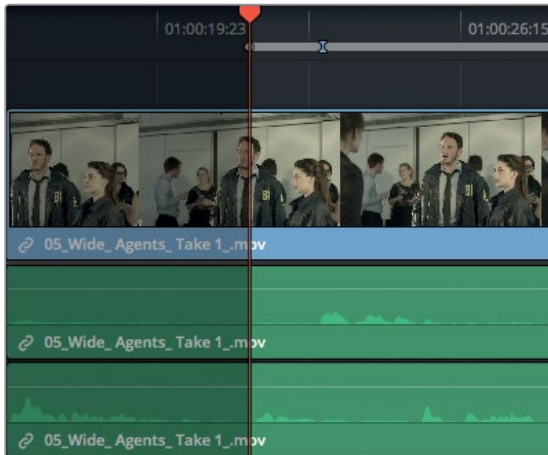 01:00:19:23
01:00:26:15
05_Wide_ Agents_ Take 1_.mov
05_Wide_ Agents_ Take 1_.mov
05_Wide_ Agents_ Take 1_.mov